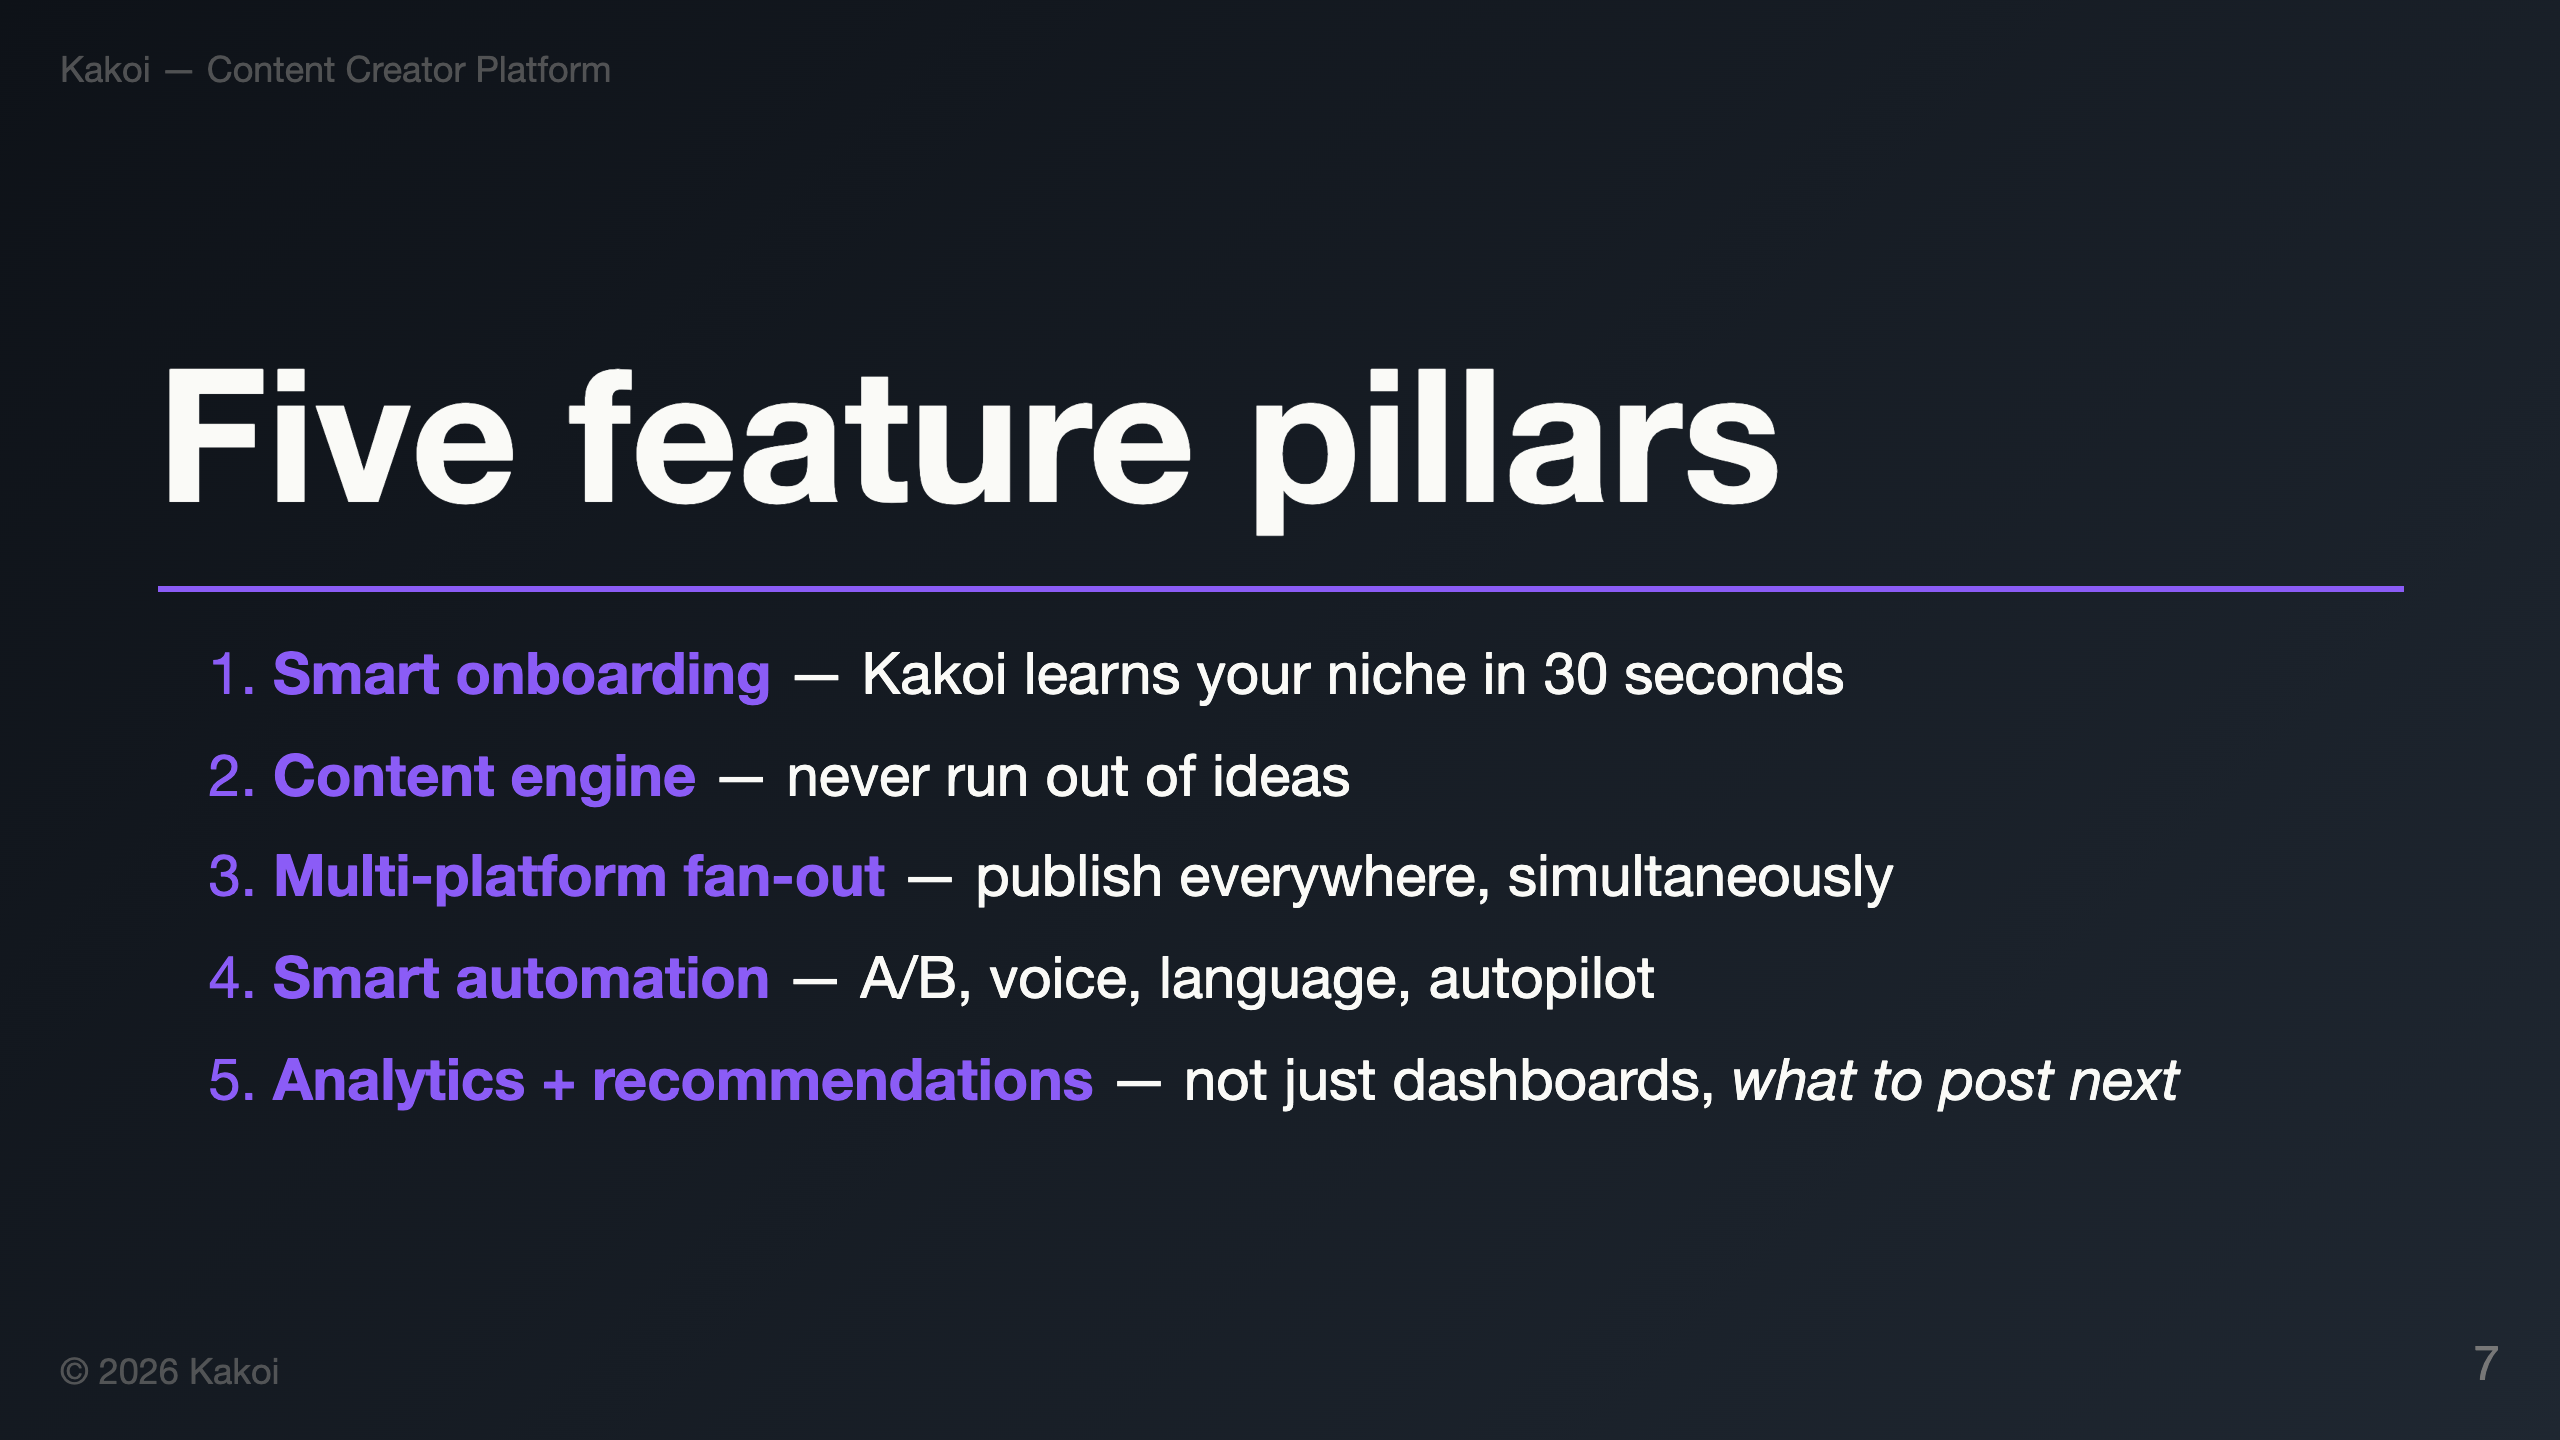 Kakoi — Content Creator Platform
Five feature pillars
1. Smart onboarding — Kakoi learns your niche in 30 seconds
2. Content engine — never run out of ideas
3. Multi-platform fan-out — publish everywhere, simultaneously
4. Smart automation — A/B, voice, language, autopilot
5. Analytics + recommendations — not just dashboards, what to post next
© 2026 Kakoi
7